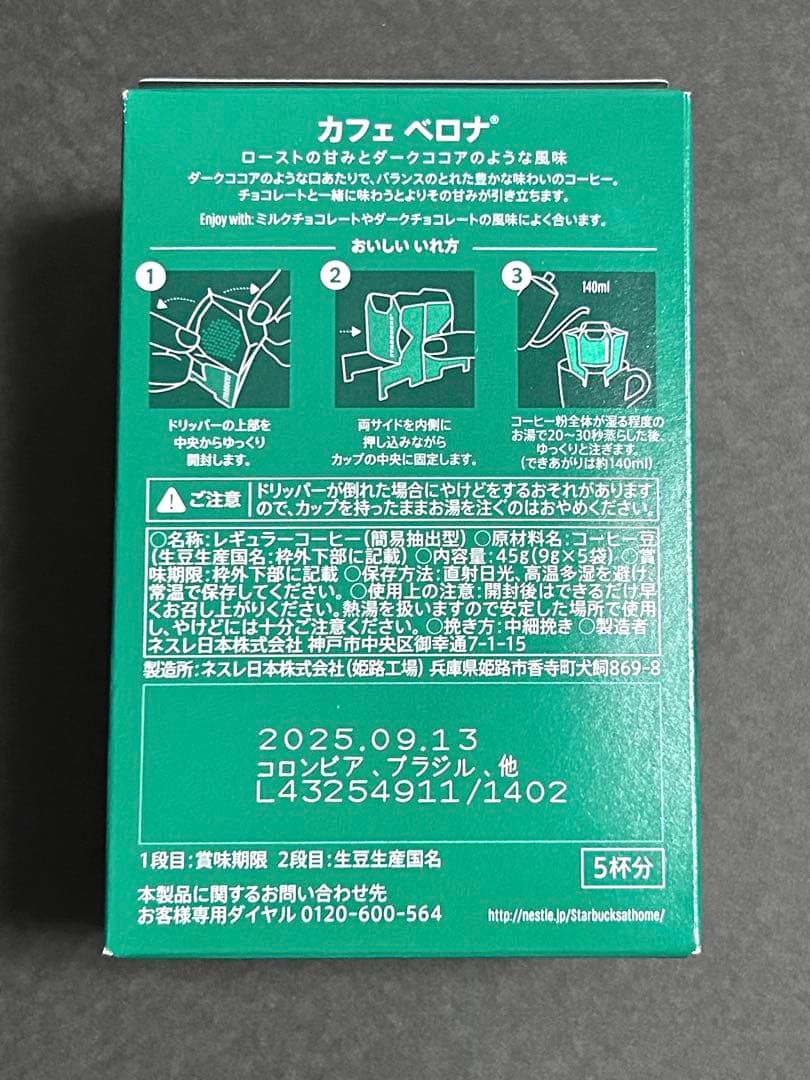 カフェ ベロナ®
ローストの甘みとダークココアのような風味
ダークココアのような口あたりで、バランスのとれた豊かな味わいのコーヒー。
チョコレートと一緒に味わうとよりその甘みが引き立ちます。
Enjoy with: ミルクチョコレートやダークチョコレートの風味によく合います。
おいしい いれ方
1
2
3
140ml
ドリッパーの上部を
中央からゆっくり
開封します。
両サイドを内側に
押し込みながら
カップの中央に固定します。
コーヒー粉全体が湿る程度の
お湯で20〜30秒蒸らした後、
ゆっくりと注ぎます。
(できあがりは約140ml)
ご注意
ドリッパーが倒れた場合にやけどをするおそれがあります
ので、カップを持ったままお湯を注ぐのはおやめください。
○名称:レギュラーコーヒー(簡易抽出型) ○原材料名:コーヒー豆
(生豆生産国名:枠外下部に記載) ○内容量:45g(9g×5袋) ○賞
味期限:枠外下部に記載 ○保存方法:直射日光、高温多湿を避け、
常温で保存してください。 ○使用上の注意:開封後はできるだけ早
くお召し上がりください。熱湯を扱いますので安定した場所で使用
し、やけどには十分ご注意ください。 ○挽き方:中細挽き ○製造者
ネスレ日本株式会社 神戸市中央区御幸通7-1-15
製造所:ネスレ日本株式会社(姫路工場) 兵庫県姫路市香寺町犬飼869-8
2025.09.13
コロンビア、ブラジル、他
L43254911/1402
1段目:賞味期限 2段目:生豆生産国名
5杯分
本製品に関するお問い合わせ先
お客様専用ダイヤル 0120-600-564
http://nestle.jp/Starbucksathome/